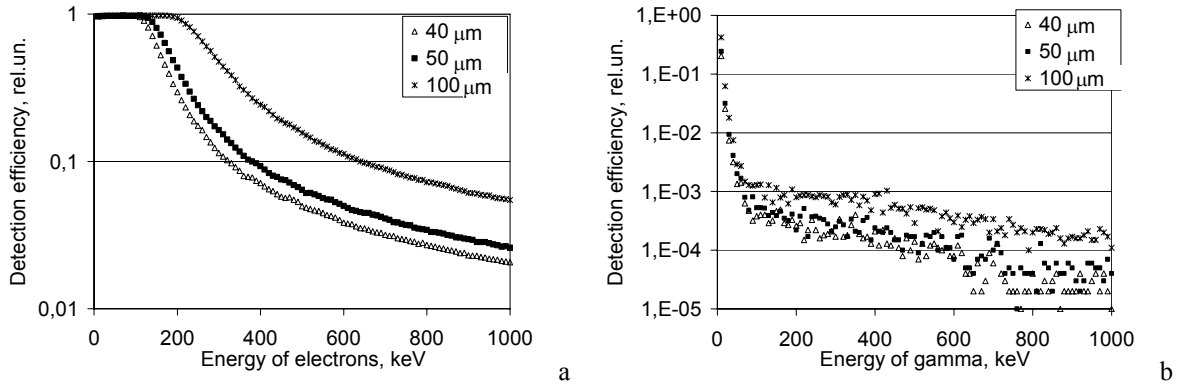 Detection efficiency, rel.un.
1
0,1
0,01
0 200 400 600 800 1000
Energy of electrons, keV
40 μm
50 μm
100 μm
a
Detection efficiency, rel.un.
1,E+00
1,E-01
1,E-02
1,E-03
1,E-04
1,E-05
0 200 400 600 800 1000
Energy of gamma, keV
40 μm
50 μm
100 μm
b